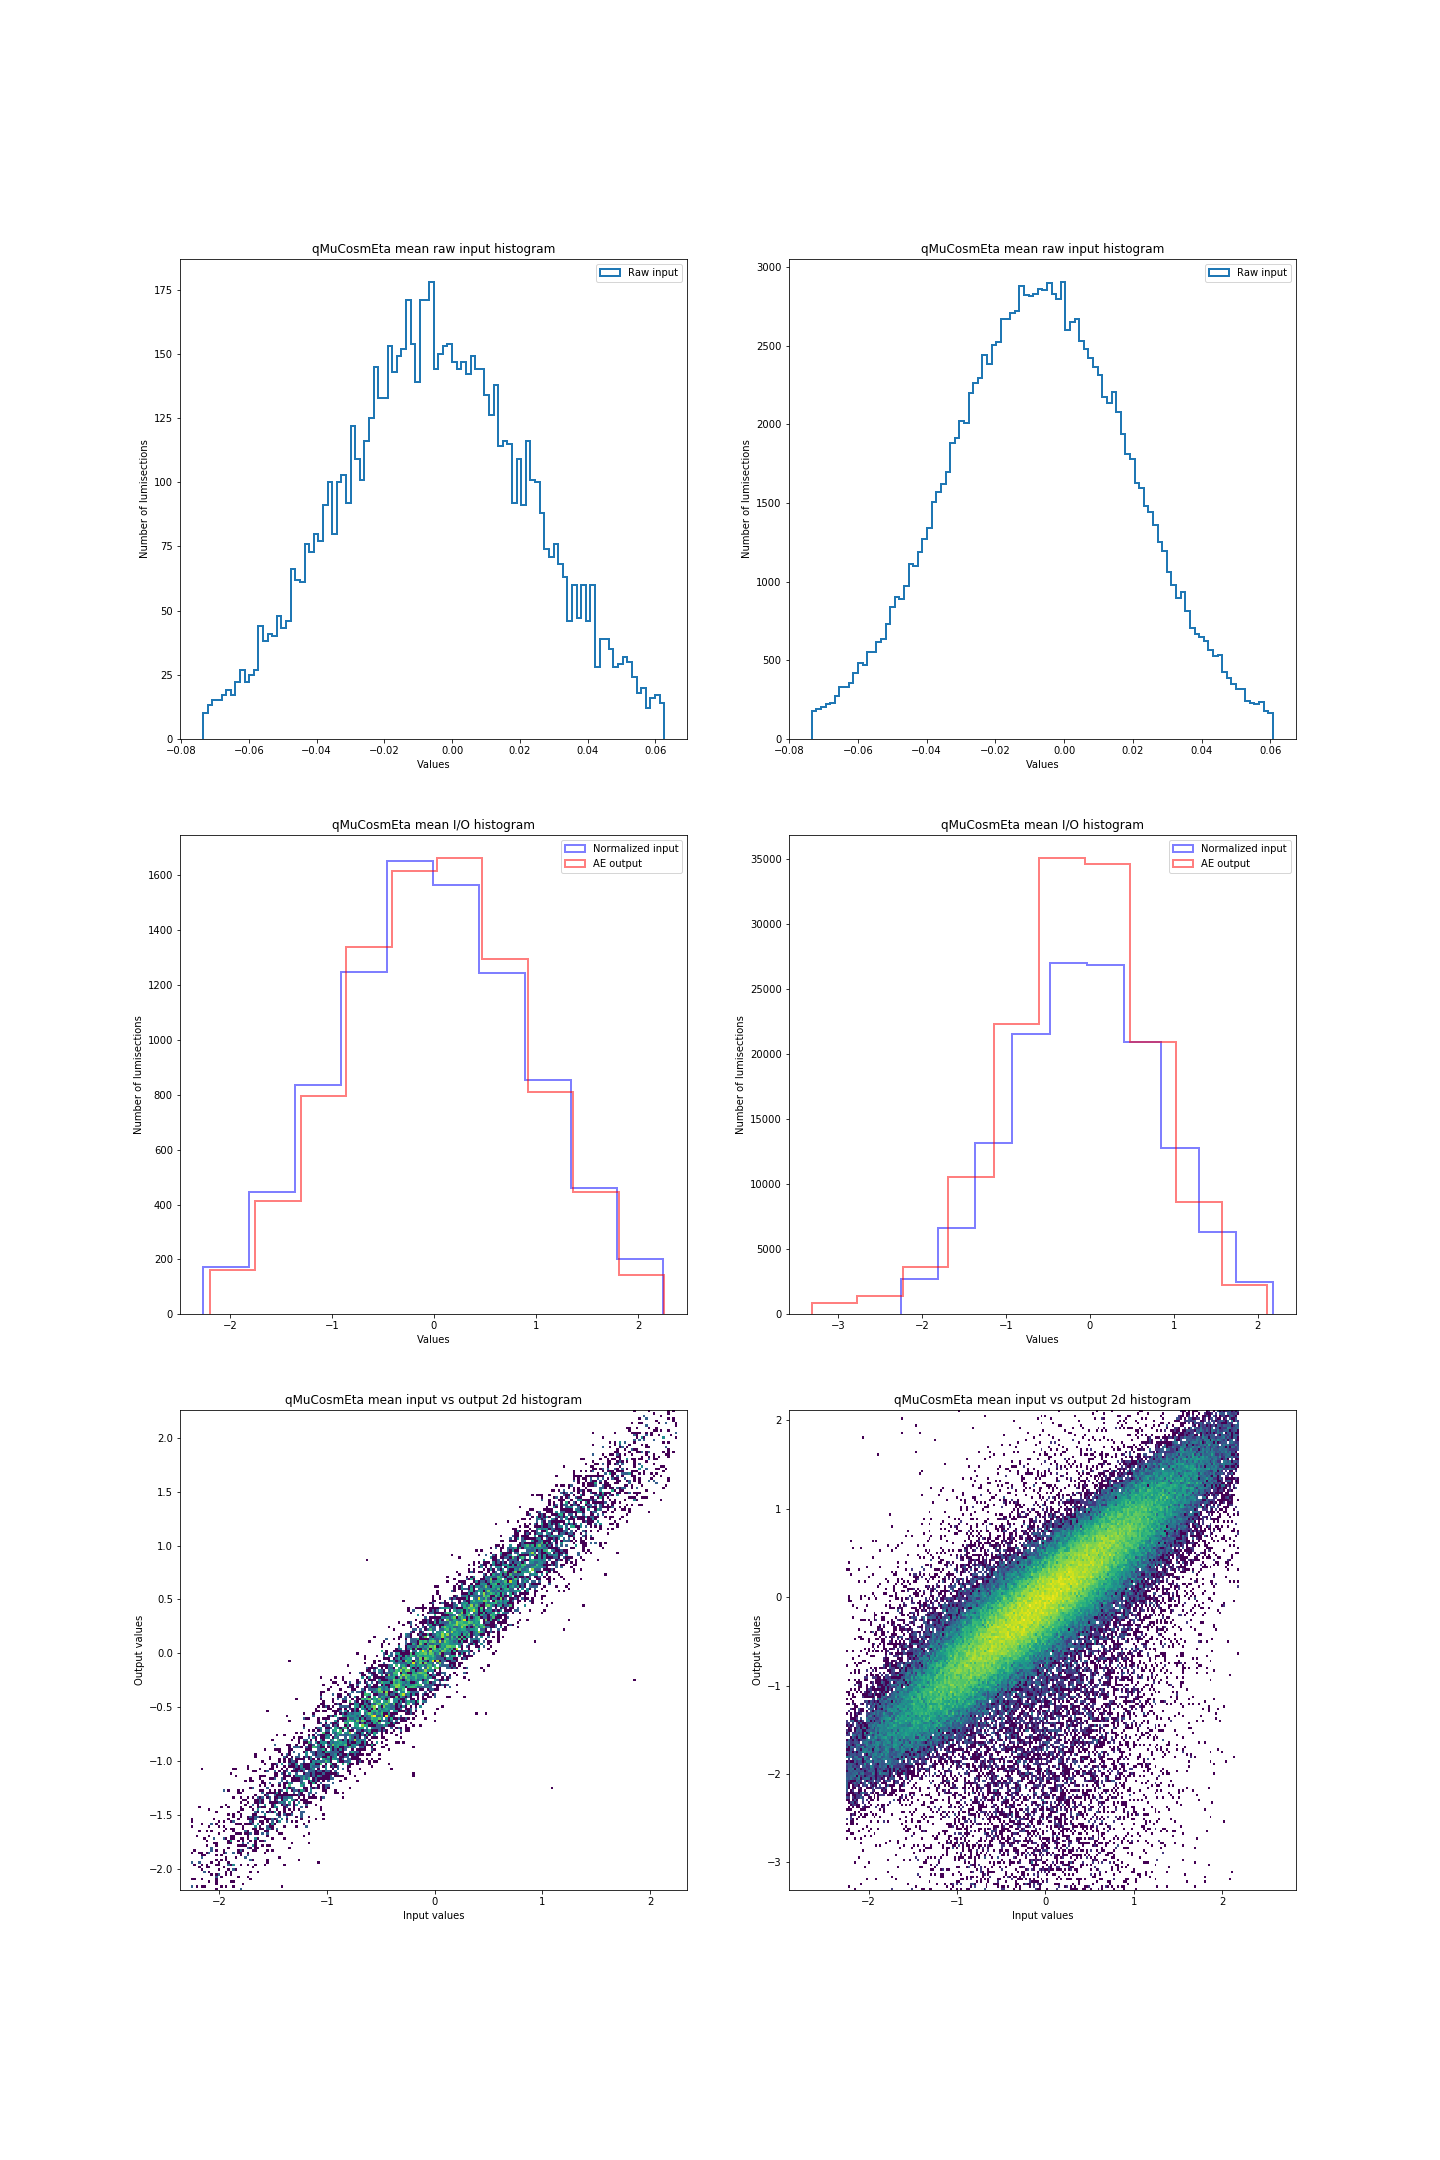 qMuCosmEta mean raw input histogram
Raw input
175
150
125
100
75
50
25
0
Number of lumisections
−0.08 −0.06 −0.04 −0.02 0.00 0.02 0.04 0.06
Values
qMuCosmEta mean raw input histogram
Raw input
3000
2500
2000
1500
1000
500
0
Number of lumisections
−0.08 −0.06 −0.04 −0.02 0.00 0.02 0.04 0.06
Values
qMuCosmEta mean I/O histogram
Normalized input
AE output
1600
1400
1200
1000
800
600
400
200
0
Number of lumisections
−2 −1 0 1 2
Values
qMuCosmEta mean I/O histogram
Normalized input
AE output
35000
30000
25000
20000
15000
10000
5000
0
Number of lumisections
−3 −2 −1 0 1 2
Values
qMuCosmEta mean input vs output 2d histogram
2.0
1.5
1.0
0.5
0.0
−0.5
−1.0
−1.5
−2.0
Output values
−2 −1 0 1 2
Input values
qMuCosmEta mean input vs output 2d histogram
2
1
0
−1
−2
−3
Output values
−2 −1 0 1 2
Input values